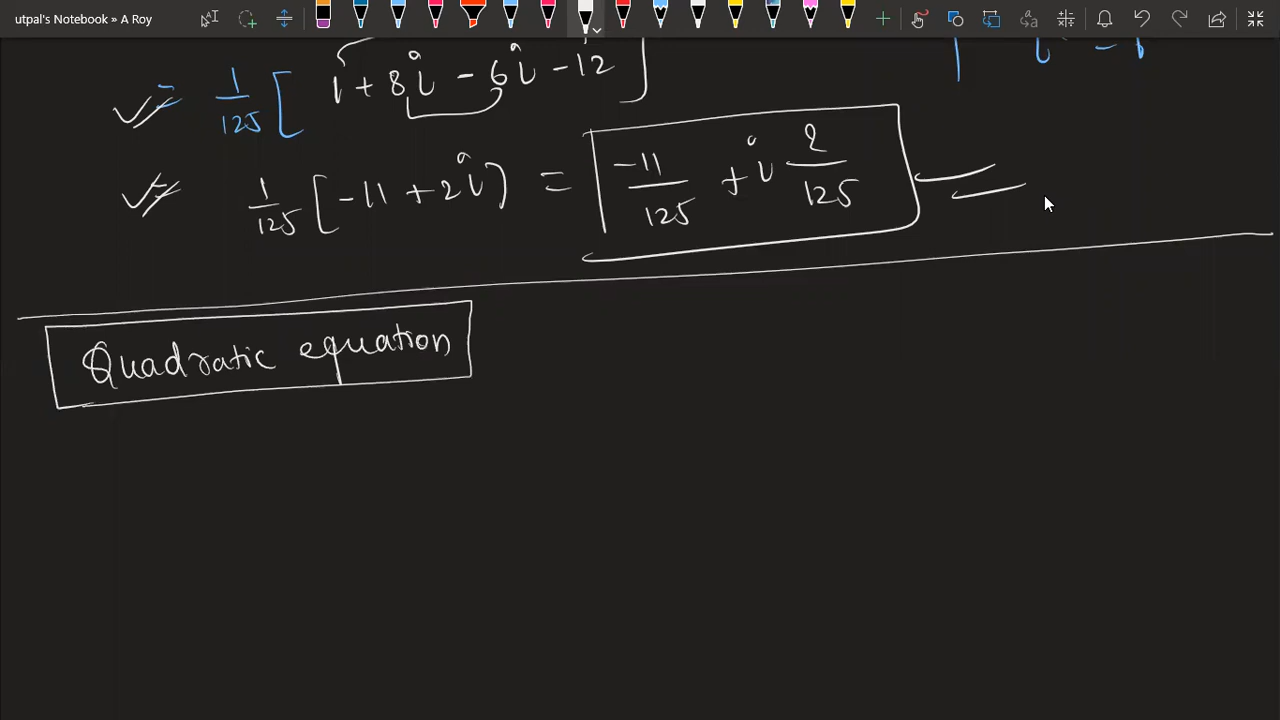 utpal's Notebook » A Roy
= 1/125 [ 1 + 8i - 6i - 12 ]
= 1/125 [ -11 + 2i ) = -11/125 + i 2/125
Quadratic equation